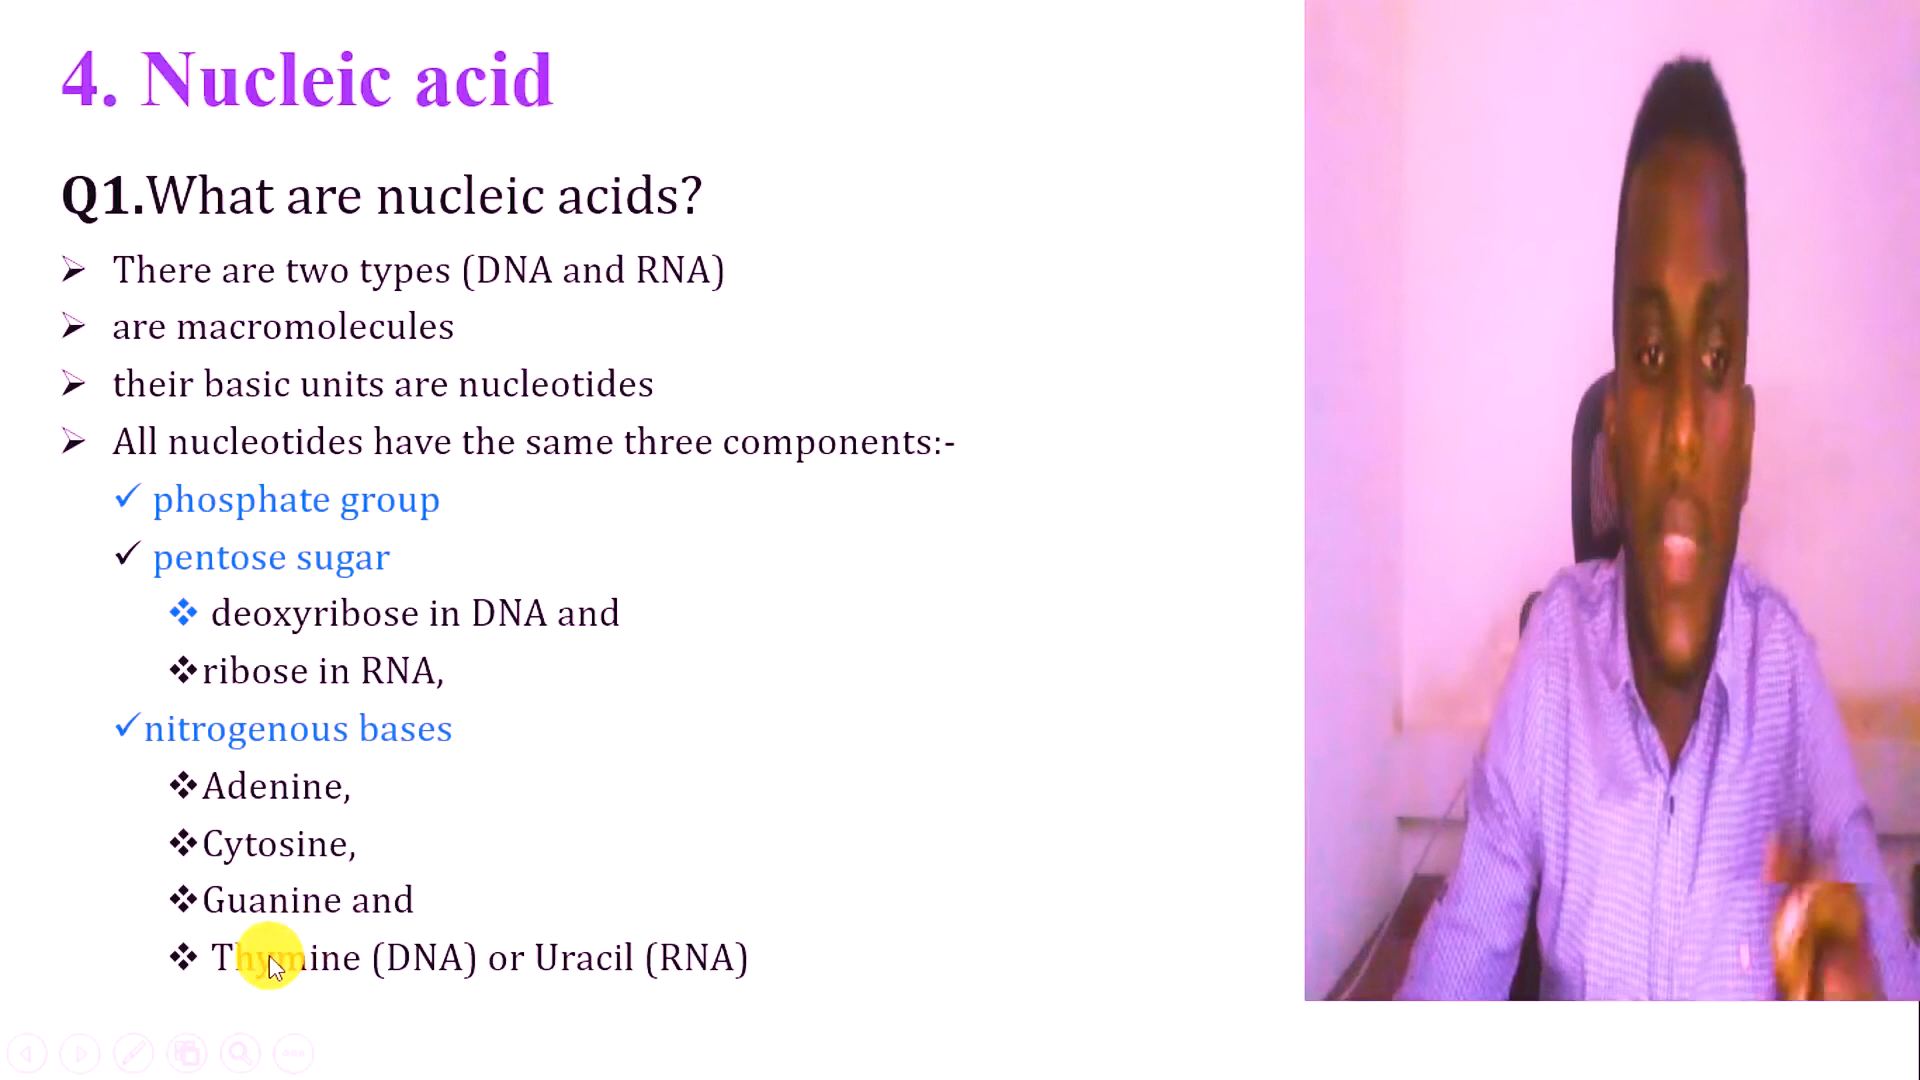 4. Nucleic acid
Q1.What are nucleic acids?
➢ There are two types (DNA and RNA)
➢ are macromolecules
➢ their basic units are nucleotides
➢ All nucleotides have the same three components:-
✓ phosphate group
✓ pentose sugar
❖ deoxyribose in DNA and
❖ribose in RNA,
✓nitrogenous bases
❖Adenine,
❖Cytosine,
❖Guanine and
❖ Thymine (DNA) or Uracil (RNA)